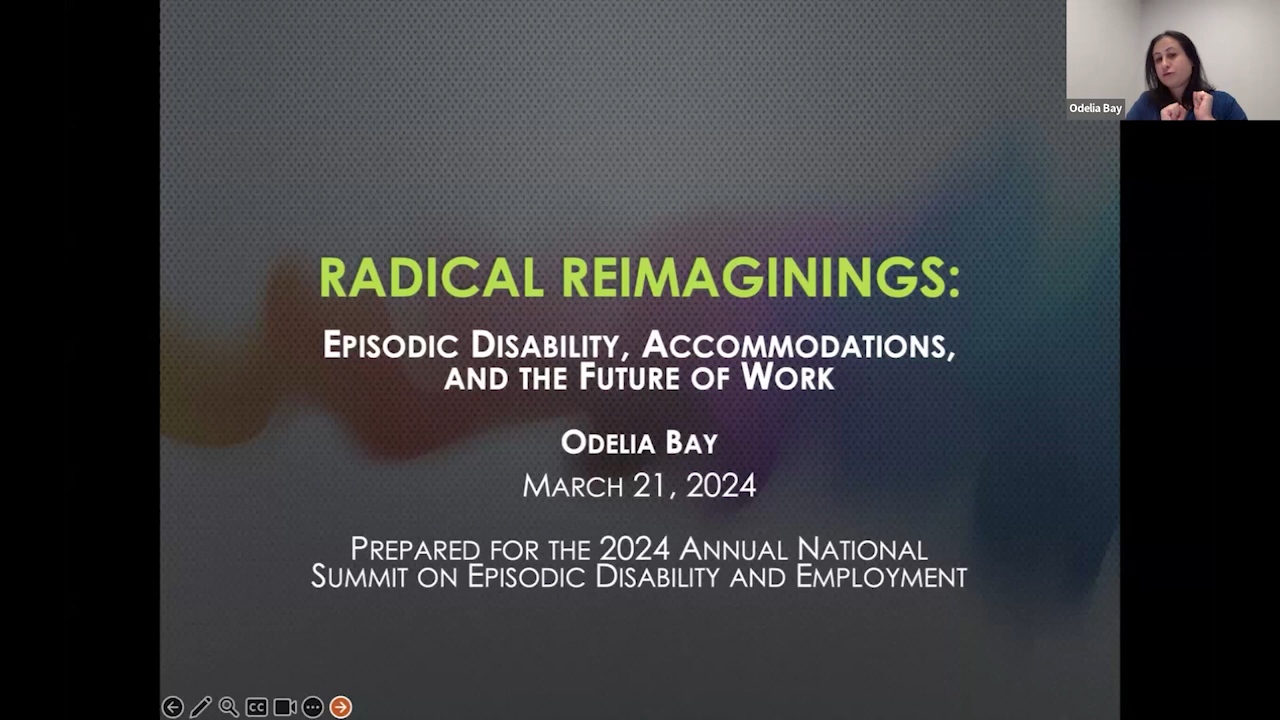 Odelia Bay
RADICAL REIMAGININGS:
EPISODIC DISABILITY, ACCOMMODATIONS,
AND THE FUTURE OF WORK
ODELIA BAY
MARCH 21, 2024
PREPARED FOR THE 2024 ANNUAL NATIONAL
SUMMIT ON EPISODIC DISABILITY AND EMPLOYMENT
CC